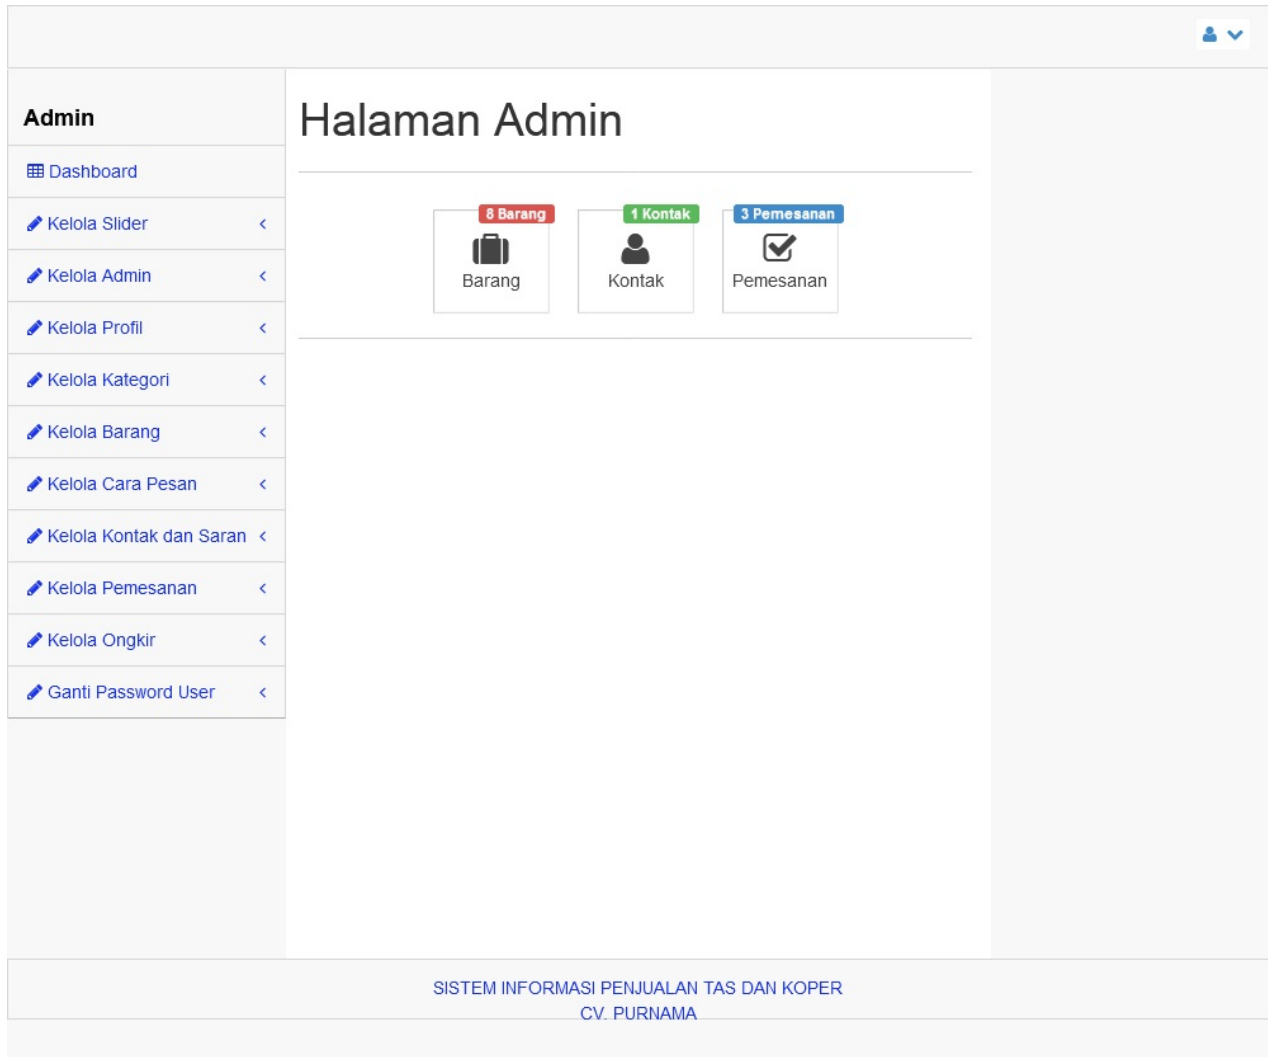 Admin
Dashboard
Kelola Slider
Kelola Admin
Kelola Profil
Kelola Kategori
Kelola Barang
Kelola Cara Pesan
Kelola Kontak dan Saran
Kelola Pemesanan
Kelola Ongkir
Ganti Password User
Halaman Admin
8 Barang
Barang
1 Kontak
Kontak
3 Pemesanan
Pemesanan
SISTEM INFORMASI PENJUALAN TAS DAN KOPER
CV. PURNAMA